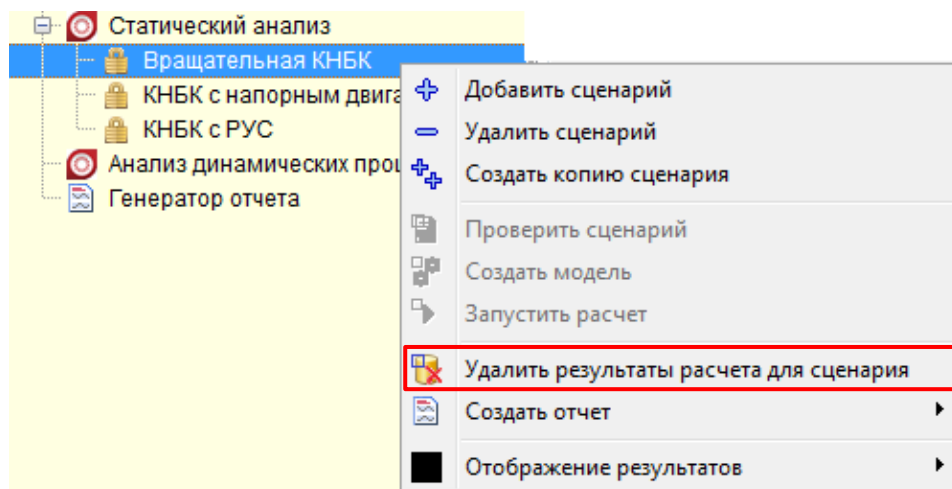 Статический анализ
Вращательная КНБК
КНБК с напорным двига
КНБК с РУС
Анализ динамических проц
Генератор отчета
Добавить сценарий
Удалить сценарий
Создать копию сценария
Проверить сценарий
Создать модель
Запустить расчет
Удалить результаты расчета для сценария
Создать отчет
Отображение результатов